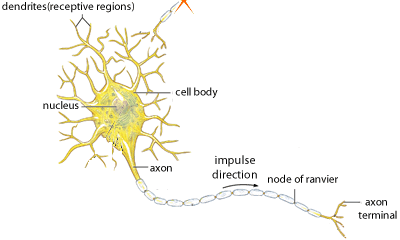 dendrites(receptive regions)
cell body
nucleus
axon
impulse
direction
node of ranvier
axon
terminal